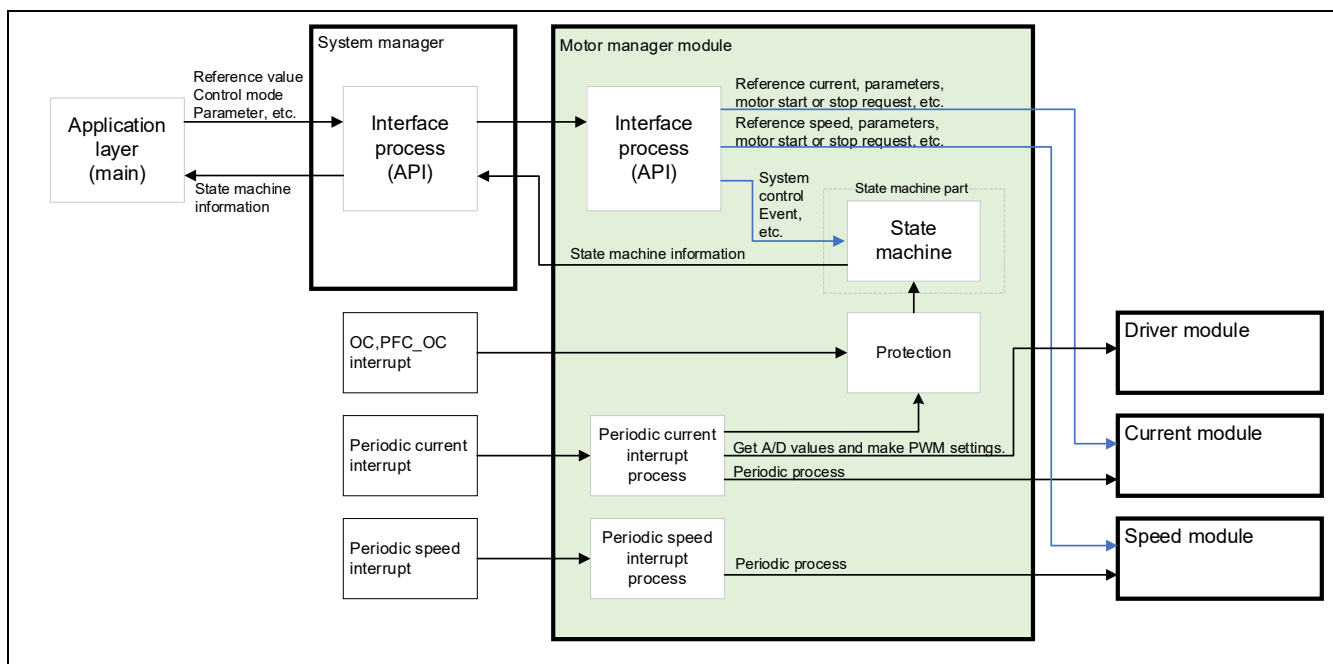 System manager
Motor manager module
Reference value
Control mode
Parameter, etc.
Application
layer
(main)
State machine
information
Interface
process
(API)
Interface
process
(API)
Reference current, parameters,
motor start or stop request, etc.
Reference speed, parameters,
motor start or stop request, etc.
System
control
Event,
etc.
State machine part
State
machine
State machine information
OC,PFC_OC
interrupt
Protection
Driver module
Periodic current
interrupt
Periodic current
interrupt
process
Get A/D values and make PWM settings.
Periodic process
Current module
Periodic speed
interrupt
Periodic speed
interrupt
process
Periodic process
Speed module